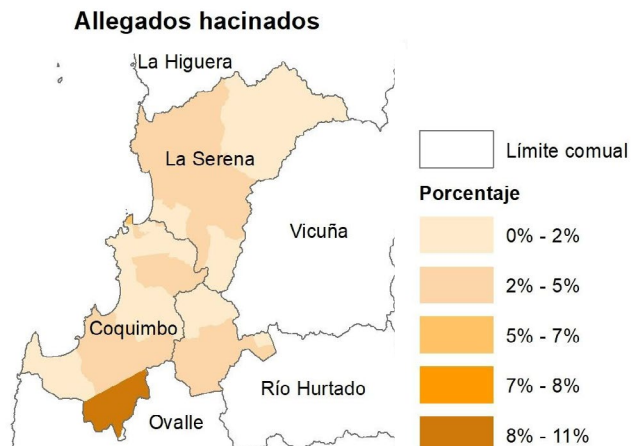 Allegados hacinados
La Higuera
La Serena
Vicuña
Coquimbo
Río Hurtado
Ovalle
Límite comual
Porcentaje
0% - 2%
2% - 5%
5% - 7%
7% - 8%
8% - 11%